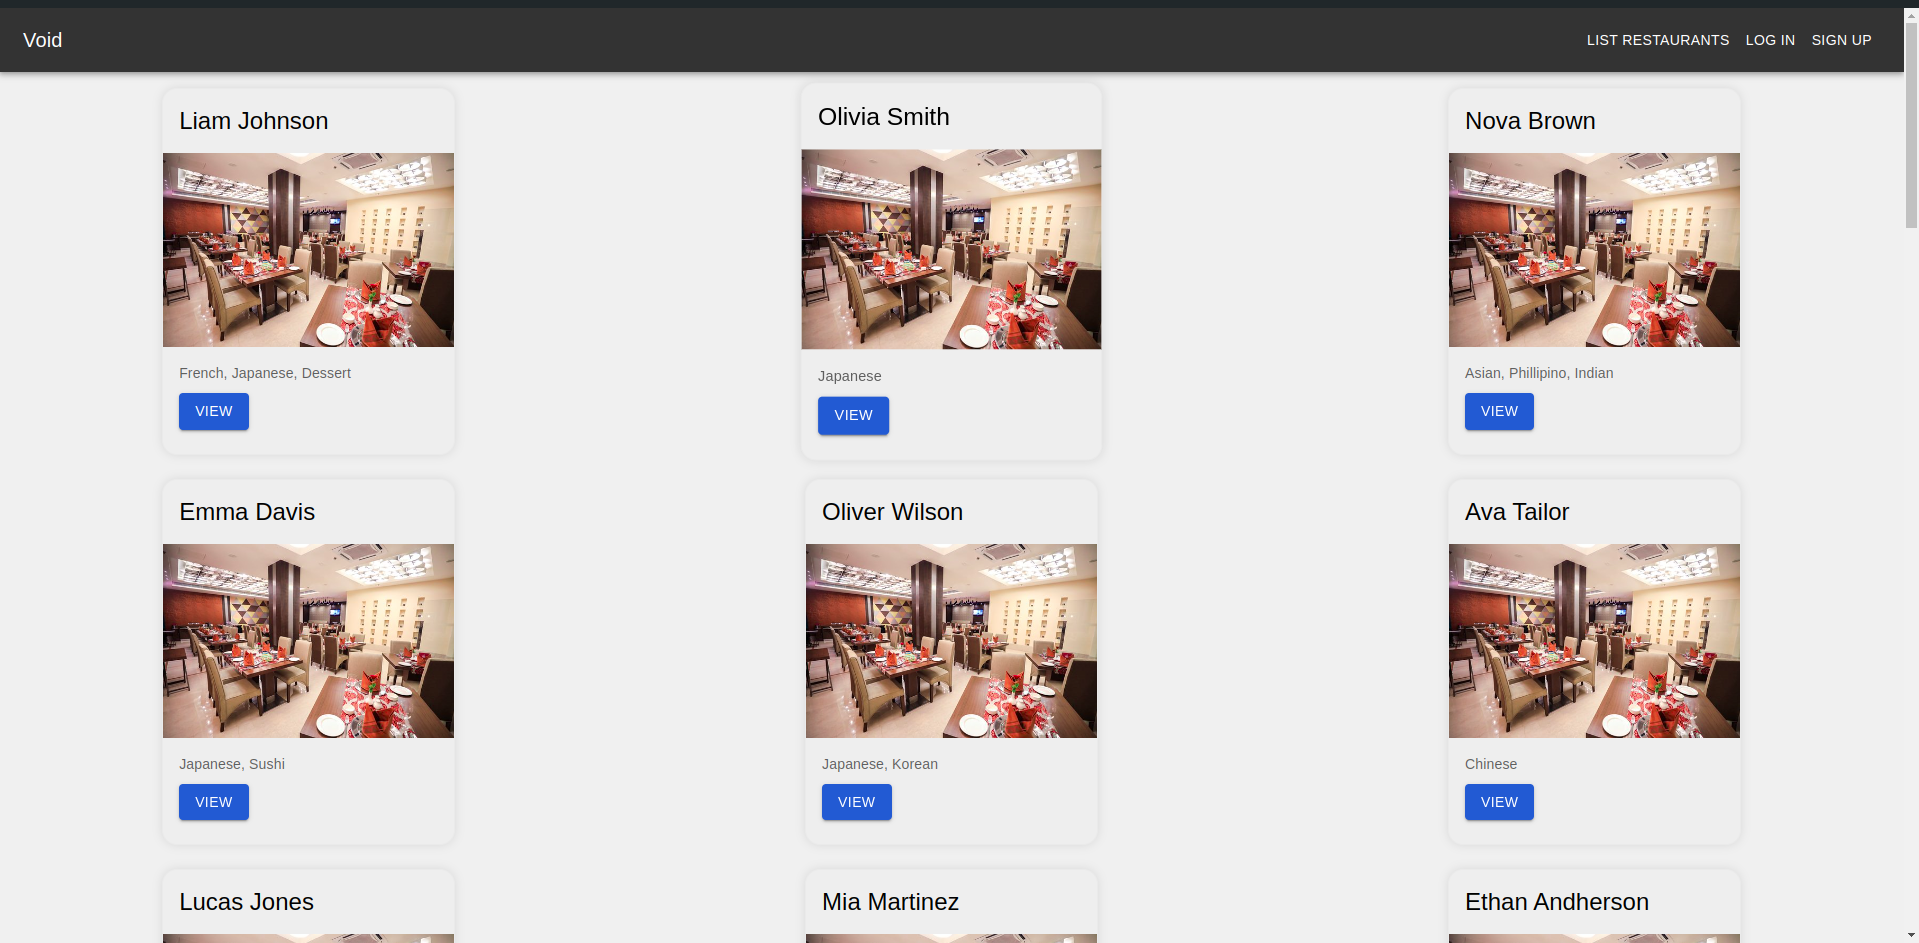 Void
LIST RESTAURANTS LOG IN SIGN UP
Liam Johnson
French, Japanese, Dessert
VIEW
Olivia Smith
Japanese
VIEW
Nova Brown
Asian, Phillipino, Indian
VIEW
Emma Davis
Japanese, Sushi
VIEW
Oliver Wilson
Japanese, Korean
VIEW
Ava Tailor
Chinese
VIEW
Lucas Jones
Mia Martinez
Ethan Andherson